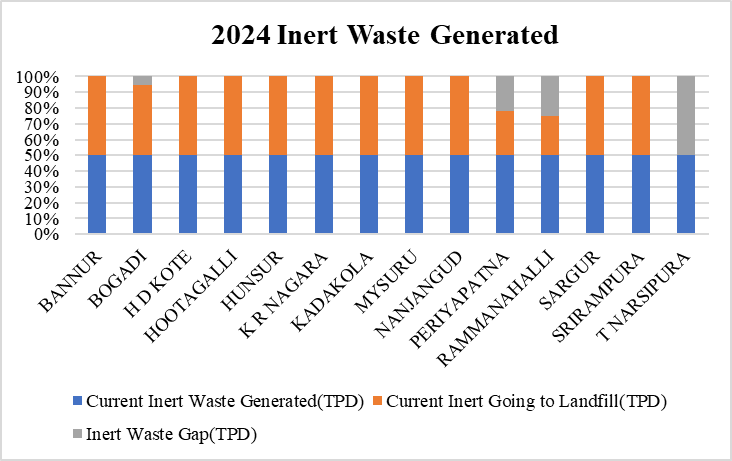 2024 Inert Waste Generated
100%
90%
80%
70%
60%
50%
40%
30%
20%
10%
0%
BANNUR
BOGADI
H D KOTE
HOOTAGALLI
HUNSUR
K R NAGARA
KADAKOLA
MYSURU
NANJANGUD
PERIYAPATNA
RAMMANAHALLI
SARGUR
SRIRAMPURA
T NARSIPURA
Current Inert Waste Generated(TPD)
Current Inert Going to Landfill(TPD)
Inert Waste Gap(TPD)